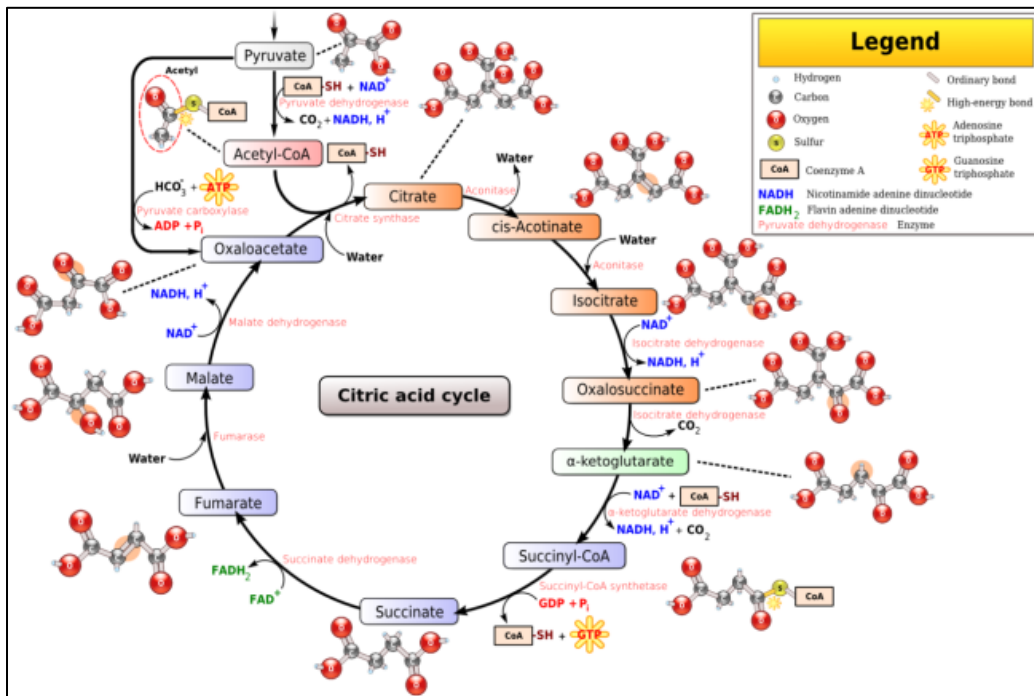 Pyruvate
Acetyl
CoA-SH + NAD+
Pyruvate dehydrogenase
CO2 + NADH, H+
S CoA
Acetyl-CoA
CoA-SH
HCO3- + ATP
Pyruvate carboxylase
ADP + Pi
Citrate
Citrate synthase
Water
Oxaloacetate
Aconitase
Water
cis-Acotinate
Water
Aconitase
Isocitrate
NAD+
Isocitrate dehydrogenase
NADH, H+
Oxalosuccinate
Isocitrate dehydrogenase
CO2
α-ketoglutarate
NAD+ + CoA-SH
α-ketoglutarate dehydrogenase
NADH, H+ + CO2
Succinyl-CoA
S CoA
Succinyl-CoA synthetase
GDP + Pi
CoA-SH + GTP
Succinate
Succinate dehydrogenase
FADH2
FAD+
Fumarate
Fumarase
Water
Malate
Malate dehydrogenase
NADH, H+
NAD+
Citric acid cycle
Legend
Hydrogen
C Carbon
O Oxygen
S Sulfur
CoA Coenzyme A
Ordinary bond
High-energy bond
ATP Adenosine
triphosphate
GTP Guanosine
triphosphate
NADH Nicotinamide adenine dinucleotide
FADH2 Flavin adenine dinucleotide
Pyruvate dehydrogenase Enzyme